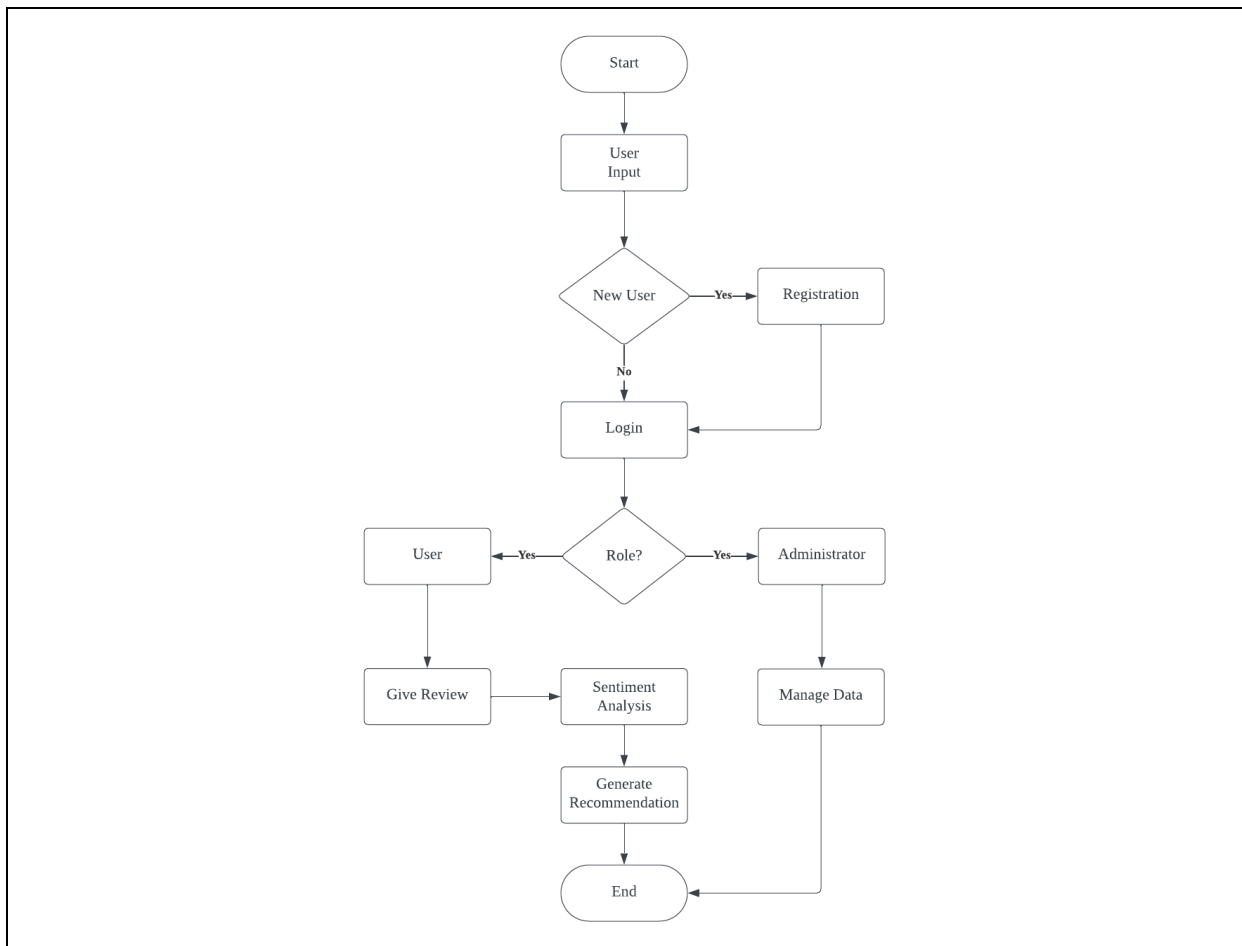 Start
User
Input
New User
Yes
Registration
No
Login
User
Yes
Role?
Yes
Administrator
Give Review
Sentiment
Analysis
Manage Data
Generate
Recommendation
End